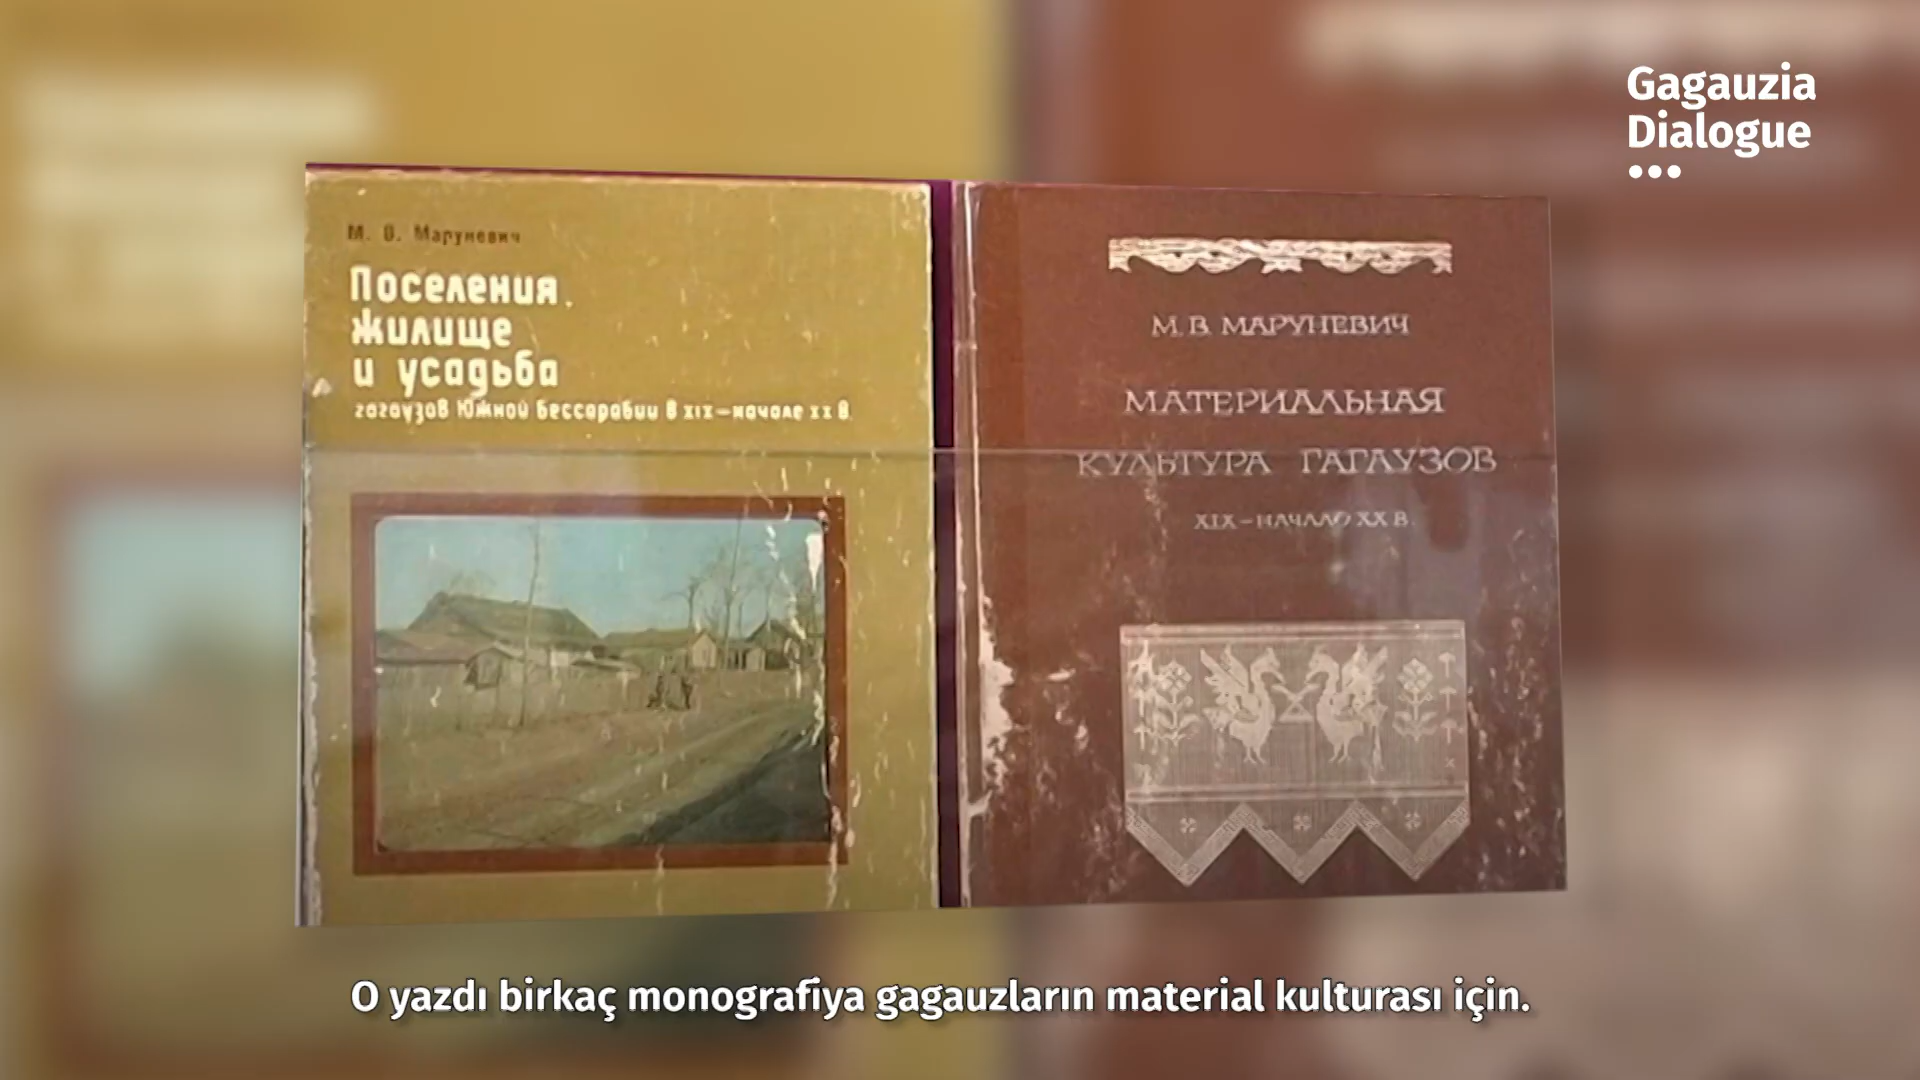 Gagauzia
Dialogue
М. В. Маруневич
Поселения,
жилище
и усадьба
гагаузов Южной Бессарабии в XIX – начале XX в.
М. В. МАРУНЕВИЧ
МАТЕРИАЛЬНАЯ
КУЛЬТУРА ГАГАУЗОВ
XIX – НАЧАЛО XX В.
O yazdı birkaç monografiya gagauzların material kulturası için.